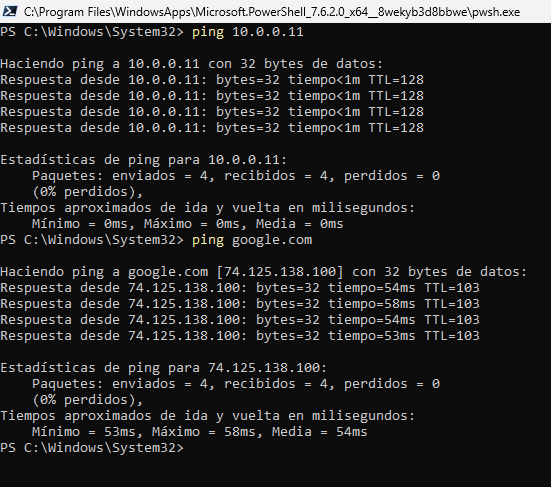 C:\Program Files\WindowsApps\Microsoft.PowerShell_7.6.2.0_x64__8wekyb3d8bbwe\pwsh.exe
PS C:\Windows\System32> ping 10.0.0.11
Haciendo ping a 10.0.0.11 con 32 bytes de datos:
Respuesta desde 10.0.0.11: bytes=32 tiempo<1m TTL=128
Respuesta desde 10.0.0.11: bytes=32 tiempo<1m TTL=128
Respuesta desde 10.0.0.11: bytes=32 tiempo<1m TTL=128
Respuesta desde 10.0.0.11: bytes=32 tiempo<1m TTL=128
Estadísticas de ping para 10.0.0.11:
    Paquetes: enviados = 4, recibidos = 4, perdidos = 0
    (0% perdidos),
Tiempos aproximados de ida y vuelta en milisegundos:
    Mínimo = 0ms, Máximo = 0ms, Media = 0ms
PS C:\Windows\System32> ping google.com
Haciendo ping a google.com [74.125.138.100] con 32 bytes de datos:
Respuesta desde 74.125.138.100: bytes=32 tiempo=54ms TTL=103
Respuesta desde 74.125.138.100: bytes=32 tiempo=58ms TTL=103
Respuesta desde 74.125.138.100: bytes=32 tiempo=54ms TTL=103
Respuesta desde 74.125.138.100: bytes=32 tiempo=53ms TTL=103
Estadísticas de ping para 74.125.138.100:
    Paquetes: enviados = 4, recibidos = 4, perdidos = 0
    (0% perdidos),
Tiempos aproximados de ida y vuelta en milisegundos:
    Mínimo = 53ms, Máximo = 58ms, Media = 54ms
PS C:\Windows\System32>